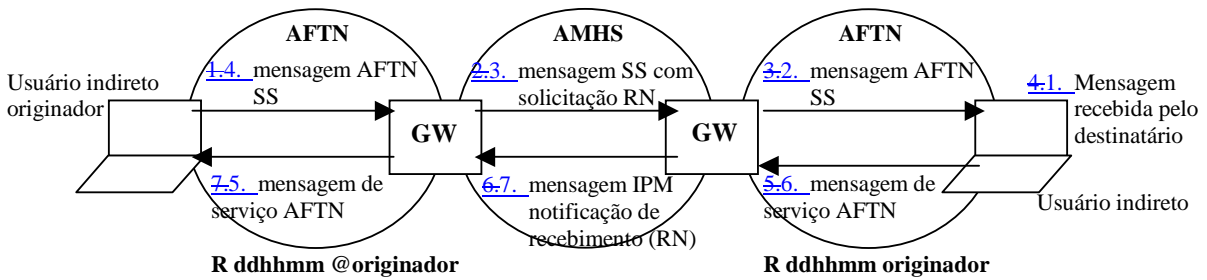 AFTN
AMHS
AFTN
Usuário indireto
originador
1.4. mensagem AFTN
SS
2.3. mensagem SS com
solicitação RN
3.2. mensagem AFTN
SS
4.1. Mensagem
recebida pelo
destinatário
GW
GW
7.5. mensagem de
serviço AFTN
6.7. mensagem IPM
notificação de
recebimento (RN)
5.6. mensagem de
serviço AFTN
Usuário indireto
R ddhhmm @originador
R ddhhmm originador